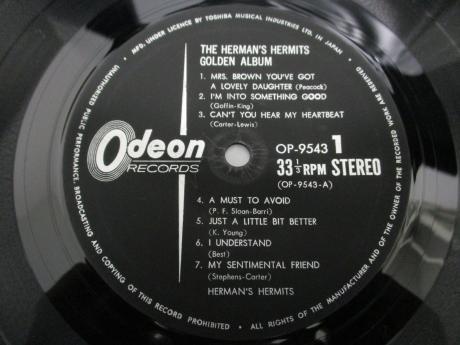 MFD. UNDER LICENCE BY TOSHIBA MUSICAL INDUSTRIES LTD. IN JAPAN
ALL RIGHTS OF THE MANUFACTURER AND OF THE OWNER OF THE RECORDED WORK ARE RESERVED
UNAUTHORISED PUBLIC PERFORMANCE, BROADCASTING AND COPYING OF THIS RECORD PROHIBITED
THE HERMAN'S HERMITS
GOLDEN ALBUM
1. MRS. BROWN YOU'VE GOT
A LOVELY DAUGHTER (Peacock)
2. I'M INTO SOMETHING GOOD
(Goffin-King)
3. CAN'T YOU HEAR MY HEARTBEAT
(Carter-Lewis)
Odeon
RECORDS
OP-9543 1
33 1/3 RPM STEREO
(OP-9543-A)
4. A MUST TO AVOID
(P. F. Sloan-Barri)
5. JUST A LITTLE BIT BETTER
(K. Young)
6. I UNDERSTAND
(Best)
7. MY SENTIMENTAL FRIEND
(Stephens-Carter)
HERMAN'S HERMITS